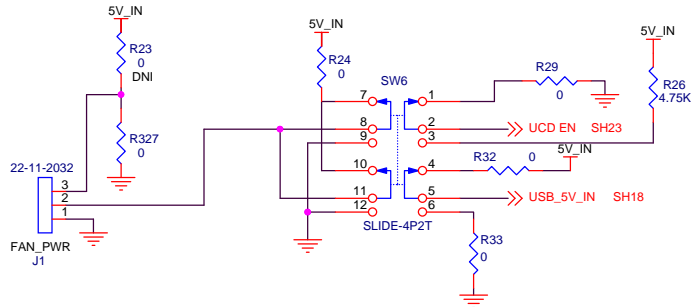 5V_IN
R23
0
DNI
R327
0
22-11-2032
3
2
1
FAN_PWR
J1
5V_IN
R24
0
SW6
7
8
9
10
11
12
1
2
3
4
5
6
SLIDE-4P2T
R29
0
5V_IN
R26
4.75K
UCD EN SH23
R32 0
5V_IN
USB_5V_IN SH18
R33
0